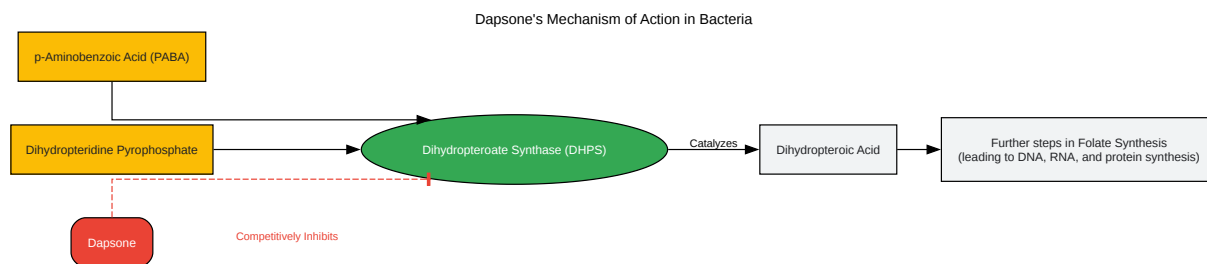 Dapsone's Mechanism of Action in Bacteria
p-Aminobenzoic Acid (PABA)
Dihydropteridine Pyrophosphate
Dihydropteroate Synthase (DHPS)
Catalyzes
Dihydropteroic Acid
Further steps in Folate Synthesis
(leading to DNA, RNA, and protein synthesis)
Dapsone
Competitively Inhibits